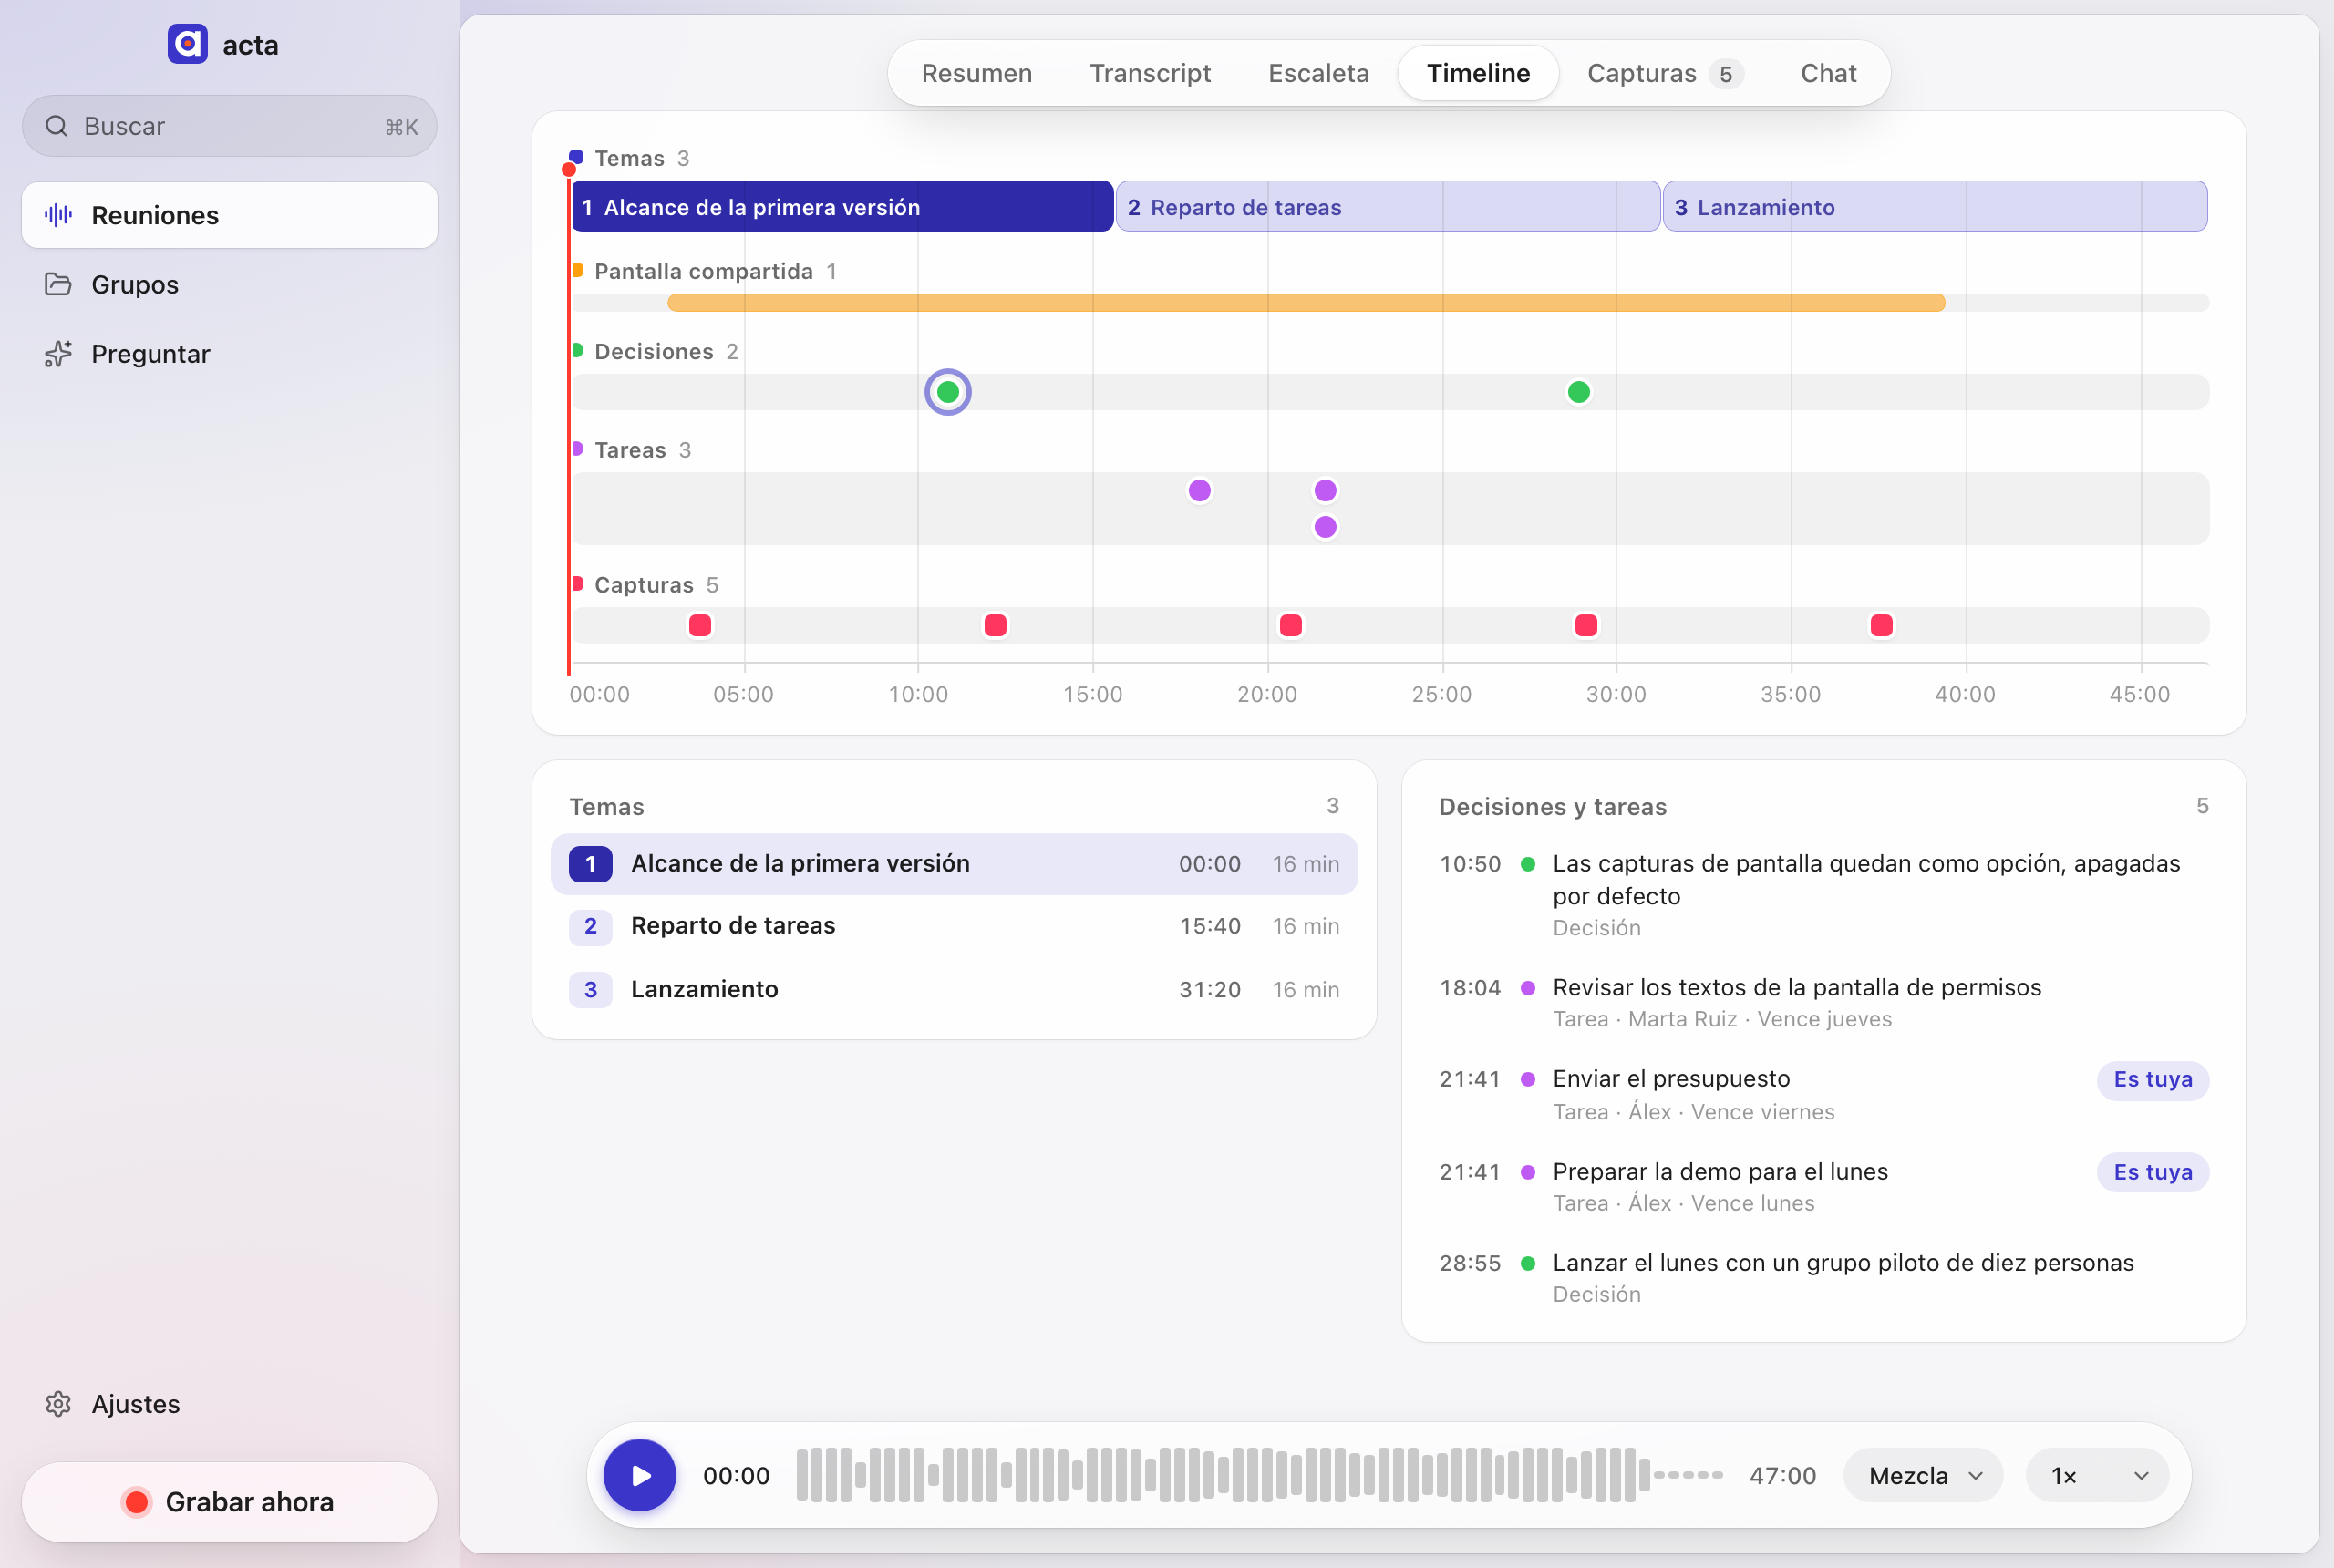 acta
Buscar ⌘K
Reuniones
Grupos
Preguntar
Ajustes
Grabar ahora
Resumen Transcript Escaleta Timeline Capturas 5 Chat
Temas 3
1 Alcance de la primera versión 2 Reparto de tareas 3 Lanzamiento
Pantalla compartida 1
Decisiones 2
Tareas 3
Capturas 5
00:00 05:00 10:00 15:00 20:00 25:00 30:00 35:00 40:00 45:00
Temas 3
1 Alcance de la primera versión 00:00 16 min
2 Reparto de tareas 15:40 16 min
3 Lanzamiento 31:20 16 min
Decisiones y tareas 5
10:50 Las capturas de pantalla quedan como opción, apagadas
por defecto
Decisión
18:04 Revisar los textos de la pantalla de permisos
Tarea · Marta Ruiz · Vence jueves
21:41 Enviar el presupuesto Es tuya
Tarea · Álex · Vence viernes
21:41 Preparar la demo para el lunes Es tuya
Tarea · Álex · Vence lunes
28:55 Lanzar el lunes con un grupo piloto de diez personas
Decisión
00:00 47:00 Mezcla 1×